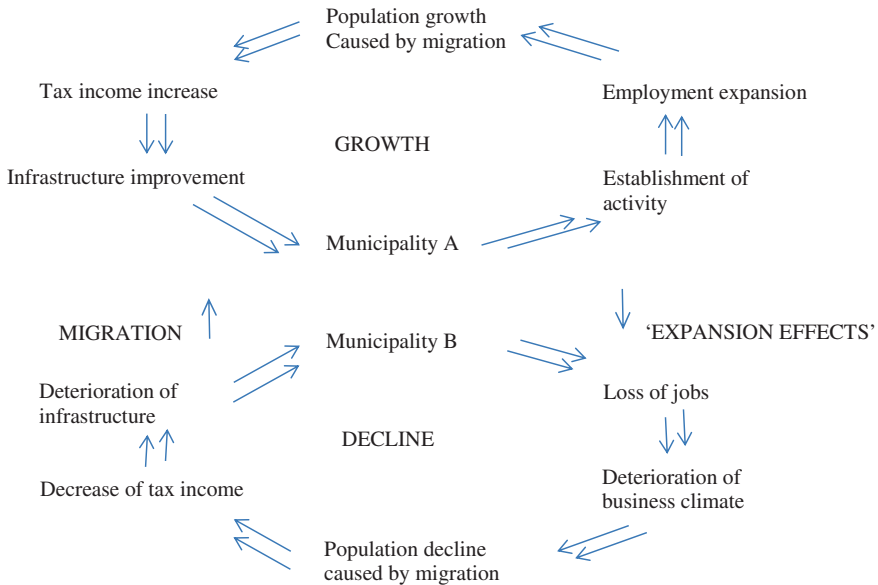 Population growth
Caused by migration
Tax income increase
Employment expansion
GROWTH
Infrastructure improvement
Establishment of
activity
Municipality A
MIGRATION
Municipality B
‘EXPANSION EFFECTS’
Deterioration of
infrastructure
Loss of jobs
DECLINE
Decrease of tax income
Deterioration of
business climate
Population decline
caused by migration